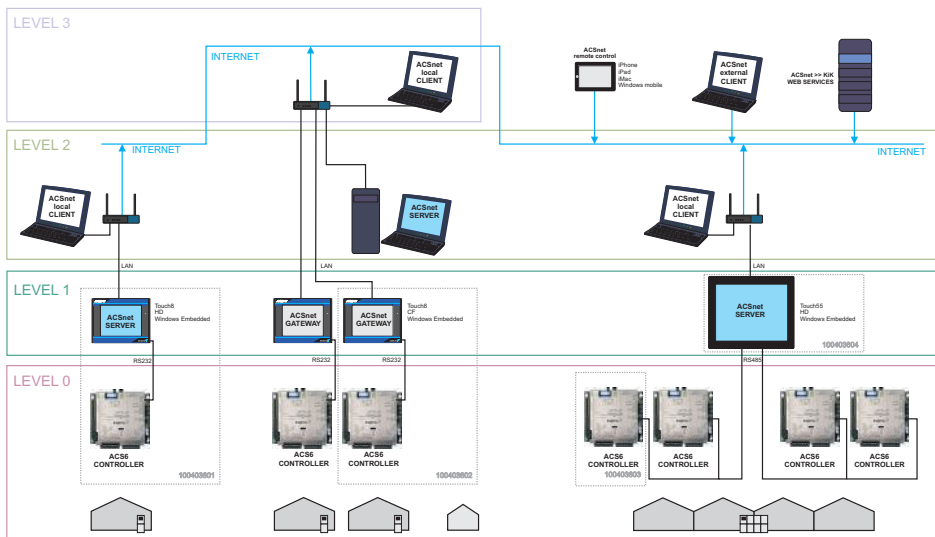 LEVEL 3
INTERNET
ACSnet
local
CLIENT
ACSnet
remote control
iPhone
iPad
iMac
Windows mobile
ACSnet
external
CLIENT
ACSnet >> KiK
WEB SERVICES
LEVEL 2
INTERNET
INTERNET
ACSnet
local
CLIENT
ACSnet
SERVER
ACSnet
local
CLIENT
LAN
LAN
LEVEL 1
ACSnet
SERVER
Touch8
HD
Windows Embedded
ACSnet
GATEWAY
ACSnet
GATEWAY
Touch8
CF
Windows Embedded
ACSnet
SERVER
Touch55
HD
Windows Embedded
100403604
RS232
RS232
RS232
RS485
LEVEL 0
ACS6
CONTROLLER
100403601
ACS6
CONTROLLER
ACS6
CONTROLLER
100403602
ACS6
CONTROLLER
100403603
ACS6
CONTROLLER
ACS6
CONTROLLER
ACS6
CONTROLLER